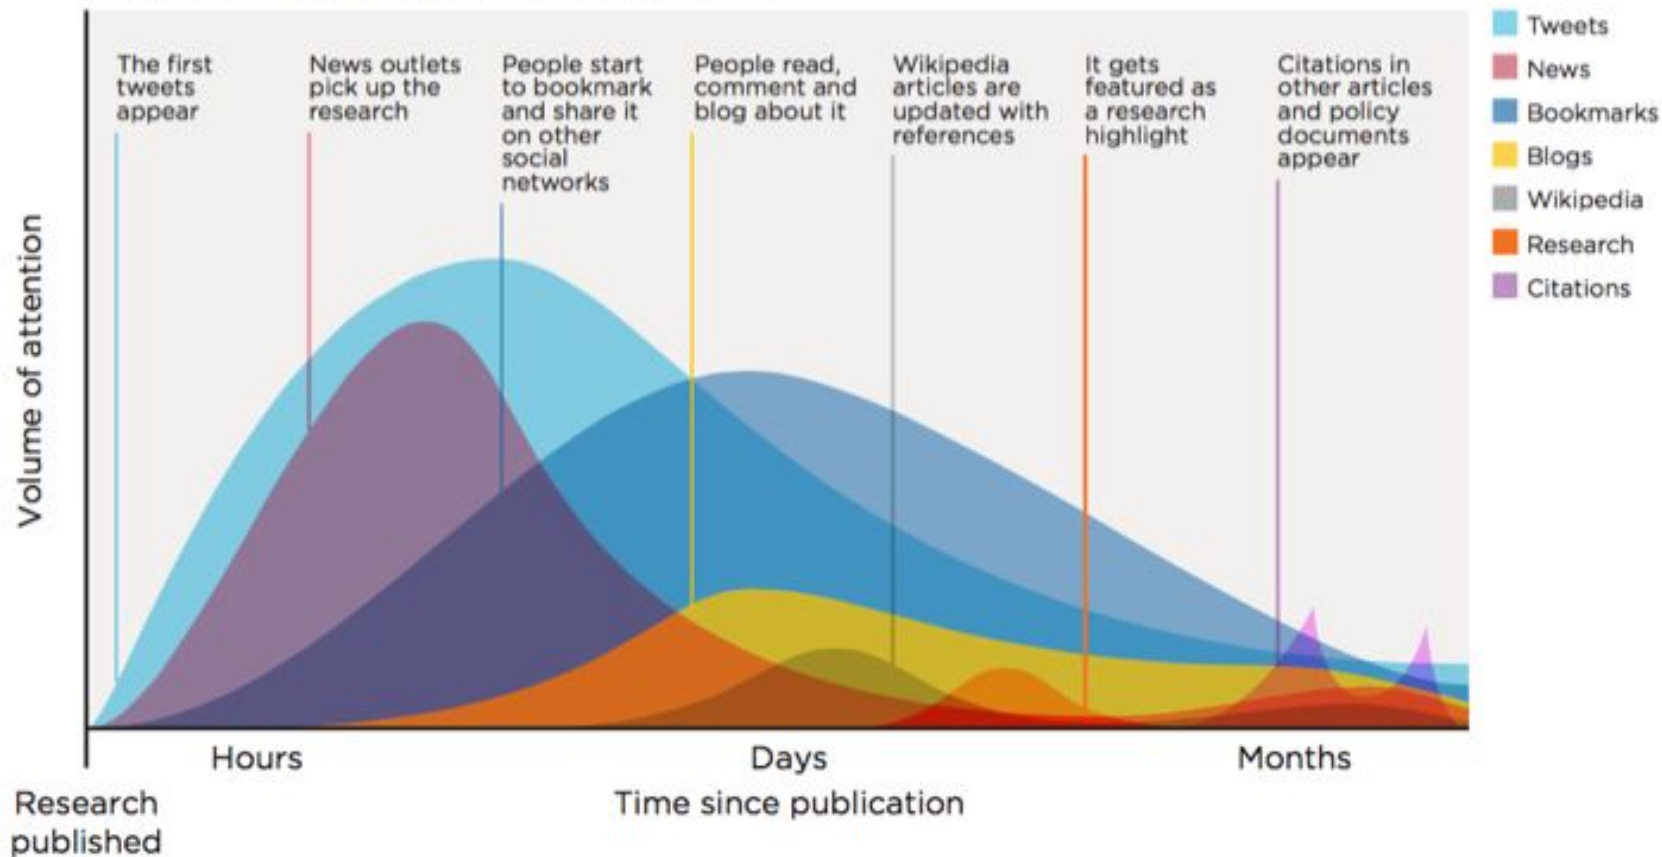 The first
tweets
appear
News outlets
pick up the
research
People start
to bookmark
and share it
on other
social
networks
People read,
comment and
blog about it
Wikipedia
articles are
updated with
references
It gets
featured as
a research
highlight
Citations in
other articles
and policy
documents
appear
Tweets
News
Bookmarks
Blogs
Wikipedia
Research
Citations
Volume of attention
Hours
Days
Months
Research
published
Time since publication